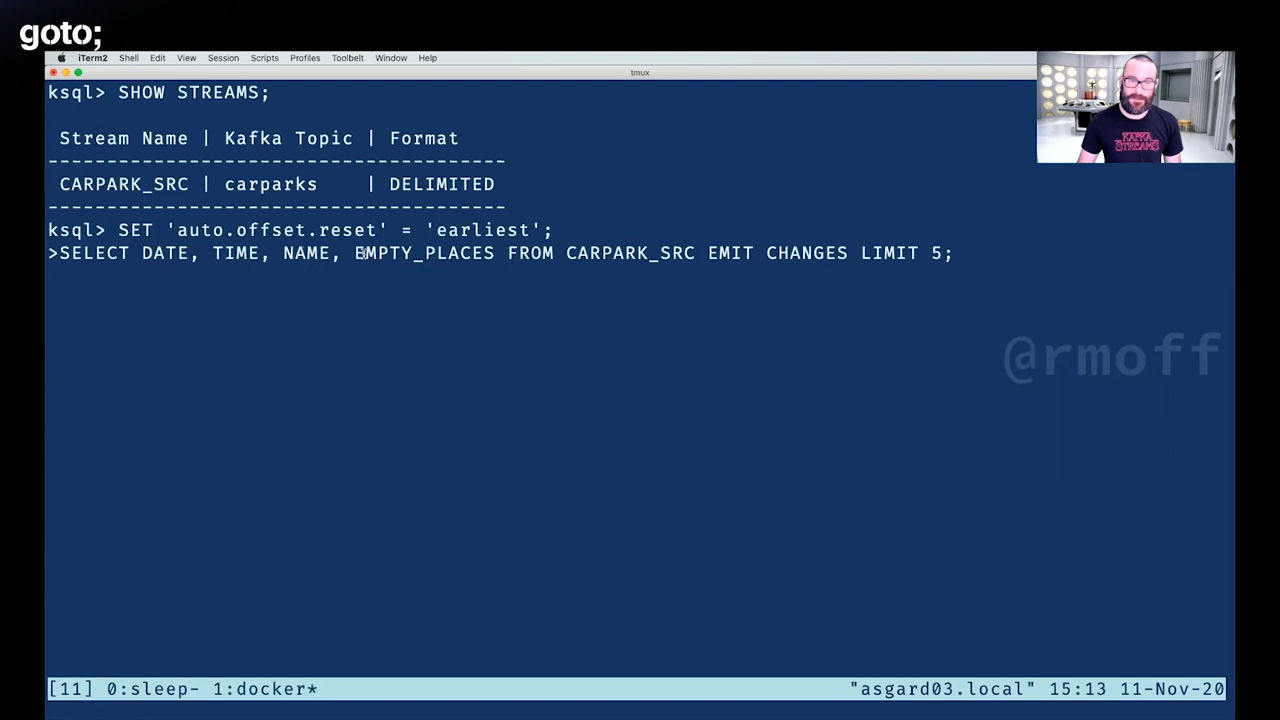 goto;
iTerm2 Shell Edit View Session Scripts Profiles Toolbelt Window Help
tmux
ksql> SHOW STREAMS;
Stream Name | Kafka Topic | Format
---------------------------------------
CARPARK_SRC | carparks | DELIMITED
---------------------------------------
ksql> SET 'auto.offset.reset' = 'earliest';
>SELECT DATE, TIME, NAME, EMPTY_PLACES FROM CARPARK_SRC EMIT CHANGES LIMIT 5;
KAFKA
STREAMS
@rmoff
[11] 0:sleep- 1:docker* "asgard03.local" 15:13 11-Nov-20